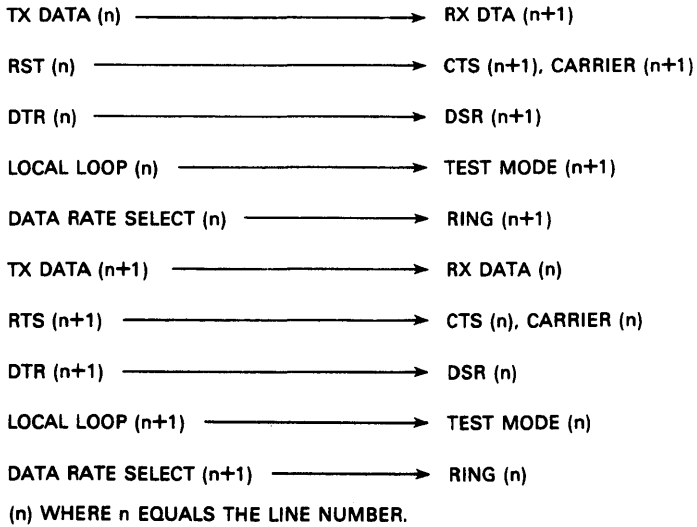 TX DATA (n) → RX DTA (n+1)
RST (n) → CTS (n+1), CARRIER (n+1)
DTR (n) → DSR (n+1)
LOCAL LOOP (n) → TEST MODE (n+1)
DATA RATE SELECT (n) → RING (n+1)
TX DATA (n+1) → RX DATA (n)
RTS (n+1) → CTS (n), CARRIER (n)
DTR (n+1) → DSR (n)
LOCAL LOOP (n+1) → TEST MODE (n)
DATA RATE SELECT (n+1) → RING (n)
(n) WHERE n EQUALS THE LINE NUMBER.